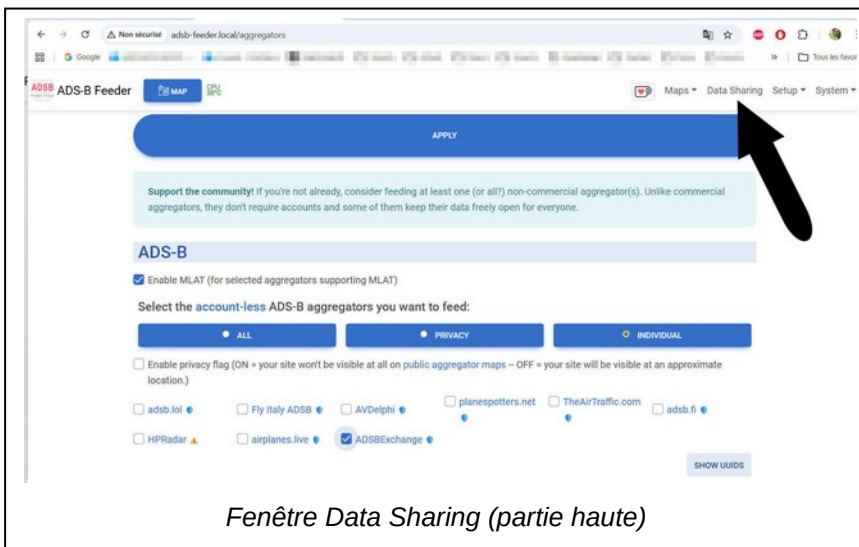 Non sécurisé adsb-feeder.local/aggregators
Google
Tous les favor
ADSB ADS-B Feeder MAP CPU 38°C Maps Data Sharing Setup System
APPLY
Support the community! If you're not already, consider feeding at least one (or all?) non-commercial aggregator(s). Unlike commercial
aggregators, they don't require accounts and some of them keep their data freely open for everyone.
ADS-B
Enable MLAT (for selected aggregators supporting MLAT)
Select the account-less ADS-B aggregators you want to feed:
ALL PRIVACY INDIVIDUAL
Enable privacy flag (ON = your site won't be visible at all on public aggregator maps -- OFF = your site will be visible at an approximate
location.)
adsb.lol Fly Italy ADSB AVDelphi planespotters.net TheAirTraffic.com adsb.fi
HPRadar airplanes.live ADSBExchange
SHOW UUIDS
Fenêtre Data Sharing (partie haute)